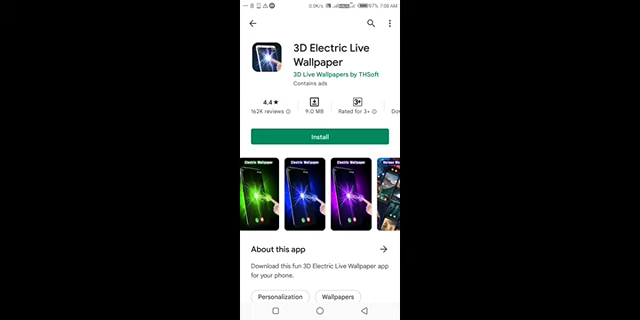 0.0K/s 97% 7:08 AM
3D Electric Live
Wallpaper
3D Live Wallpapers by THSoft
Contains ads
4.4★ 3+
162K reviews 9.0 MB Rated for 3+ Dow
Install
Electric Wallpaper Electric Wallpaper Electric Wallpaper
About this app
Download this fun 3D Electric Live Wallpaper app
for your phone.
Personalization Wallpapers